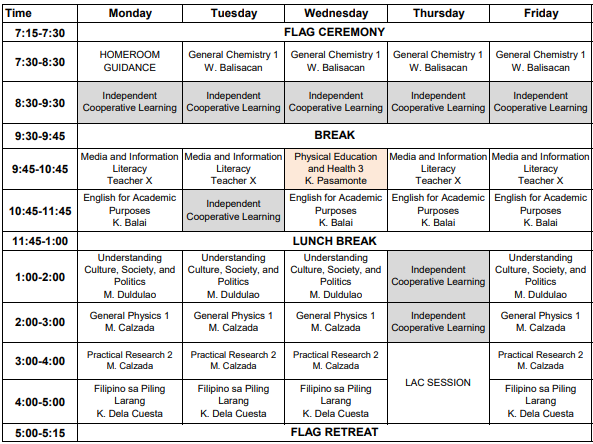 Time Monday Tuesday Wednesday Thursday Friday
7:15-7:30 FLAG CEREMONY
7:30-8:30
HOMEROOM GUIDANCE
General Chemistry 1 W. Balisacan
General Chemistry 1 W. Balisacan
General Chemistry 1 W. Balisacan
General Chemistry 1 W. Balisacan
8:30-9:30
Independent Cooperative Learning
Independent Cooperative Learning
Independent Cooperative Learning
Independent Cooperative Learning
Independent Cooperative Learning
9:30-9:45 BREAK
9:45-10:45
Media and Information Literacy Teacher X
Media and Information Literacy Teacher X
Physical Education and Health 3 K. Pasamonte
Media and Information Literacy Teacher X
Media and Information Literacy Teacher X
10:45-11:45
English for Academic Purposes K. Balai
Independent Cooperative Learning
English for Academic Purposes K. Balai
English for Academic Purposes K. Balai
English for Academic Purposes K. Balai
11:45-1:00 LUNCH BREAK
1:00-2:00
Understanding Culture, Society, and Politics M. Duldulao
Understanding Culture, Society, and Politics M. Duldulao
Understanding Culture, Society, and Politics M. Duldulao
Independent Cooperative Learning
Understanding Culture, Society, and Politics M. Duldulao
2:00-3:00
General Physics 1 M. Calzada
General Physics 1 M. Calzada
General Physics 1 M. Calzada
Independent Cooperative Learning
General Physics 1 M. Calzada
3:00-4:00
Practical Research 2 M. Calzada
Practical Research 2 M. Calzada
Practical Research 2 M. Calzada
LAC SESSION
Practical Research 2 M. Calzada
4:00-5:00
Filipino sa Piling Larang K. Dela Cuesta
Filipino sa Piling Larang K. Dela Cuesta
Filipino sa Piling Larang K. Dela Cuesta
Filipino sa Piling Larang K. Dela Cuesta
5:00-5:15 FLAG RETREAT